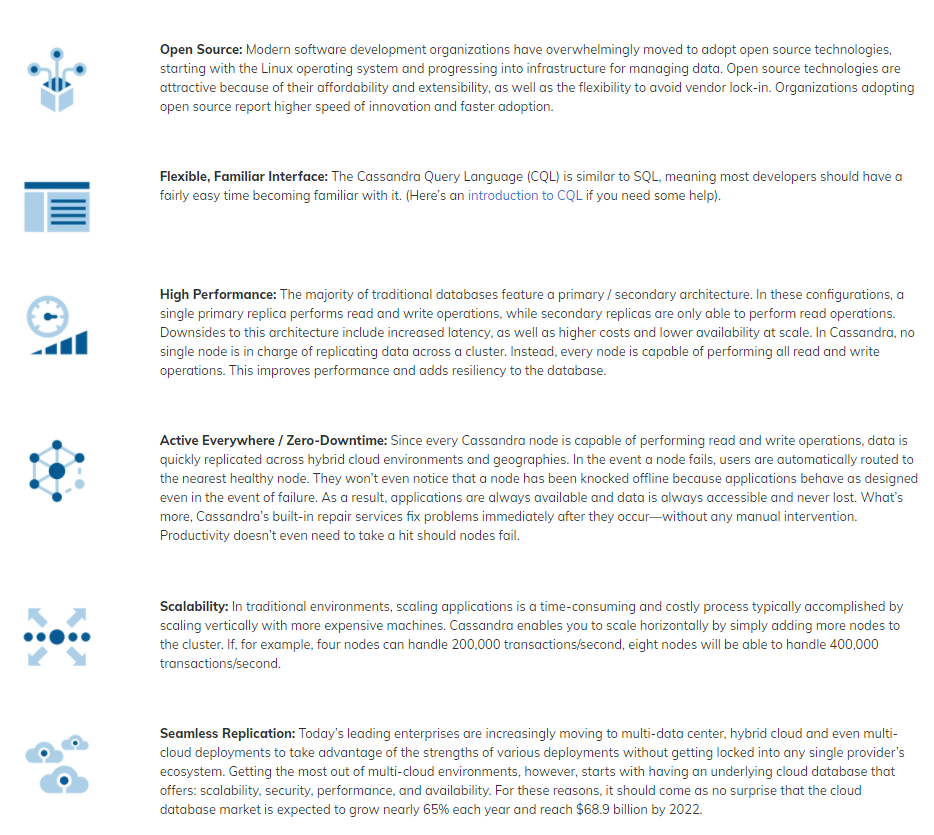 Open Source: Modern software development organizations have overwhelmingly moved to adopt open source technologies,
starting with the Linux operating system and progressing into infrastructure for managing data. Open source technologies are
attractive because of their affordability and extensibility, as well as the flexibility to avoid vendor lock-in. Organizations adopting
open source report higher speed of innovation and faster adoption.
Flexible, Familiar Interface: The Cassandra Query Language (CQL) is similar to SQL, meaning most developers should have a
fairly easy time becoming familiar with it. (Here's an introduction to CQL if you need some help).
High Performance: The majority of traditional databases feature a primary / secondary architecture. In these configurations, a
single primary replica performs read and write operations, while secondary replicas are only able to perform read operations.
Downsides to this architecture include increased latency, as well as higher costs and lower availability at scale. In Cassandra, no
single node is in charge of replicating data across a cluster. Instead, every node is capable of performing all read and write
operations. This improves performance and adds resiliency to the database.
Active Everywhere / Zero-Downtime: Since every Cassandra node is capable of performing read and write operations, data is
quickly replicated across hybrid cloud environments and geographies. In the event a node fails, users are automatically routed to
the nearest healthy node. They won't even notice that a node has been knocked offline because applications behave as designed
even in the event of failure. As a result, applications are always available and data is always accessible and never lost. What's
more, Cassandra's built-in repair services fix problems immediately after they occur—without any manual intervention.
Productivity doesn't even need to take a hit should nodes fail.
Scalability: In traditional environments, scaling applications is a time-consuming and costly process typically accomplished by
scaling vertically with more expensive machines. Cassandra enables you to scale horizontally by simply adding more nodes to
the cluster. If, for example, four nodes can handle 200,000 transactions/second, eight nodes will be able to handle 400,000
transactions/second.
Seamless Replication: Today's leading enterprises are increasingly moving to multi-data center, hybrid cloud and even multi-
cloud deployments to take advantage of the strengths of various deployments without getting locked into any single provider's
ecosystem. Getting the most out of multi-cloud environments, however, starts with having an underlying cloud database that
offers: scalability, security, performance, and availability. For these reasons, it should come as no surprise that the cloud
database market is expected to grow nearly 65% each year and reach $68.9 billion by 2022.